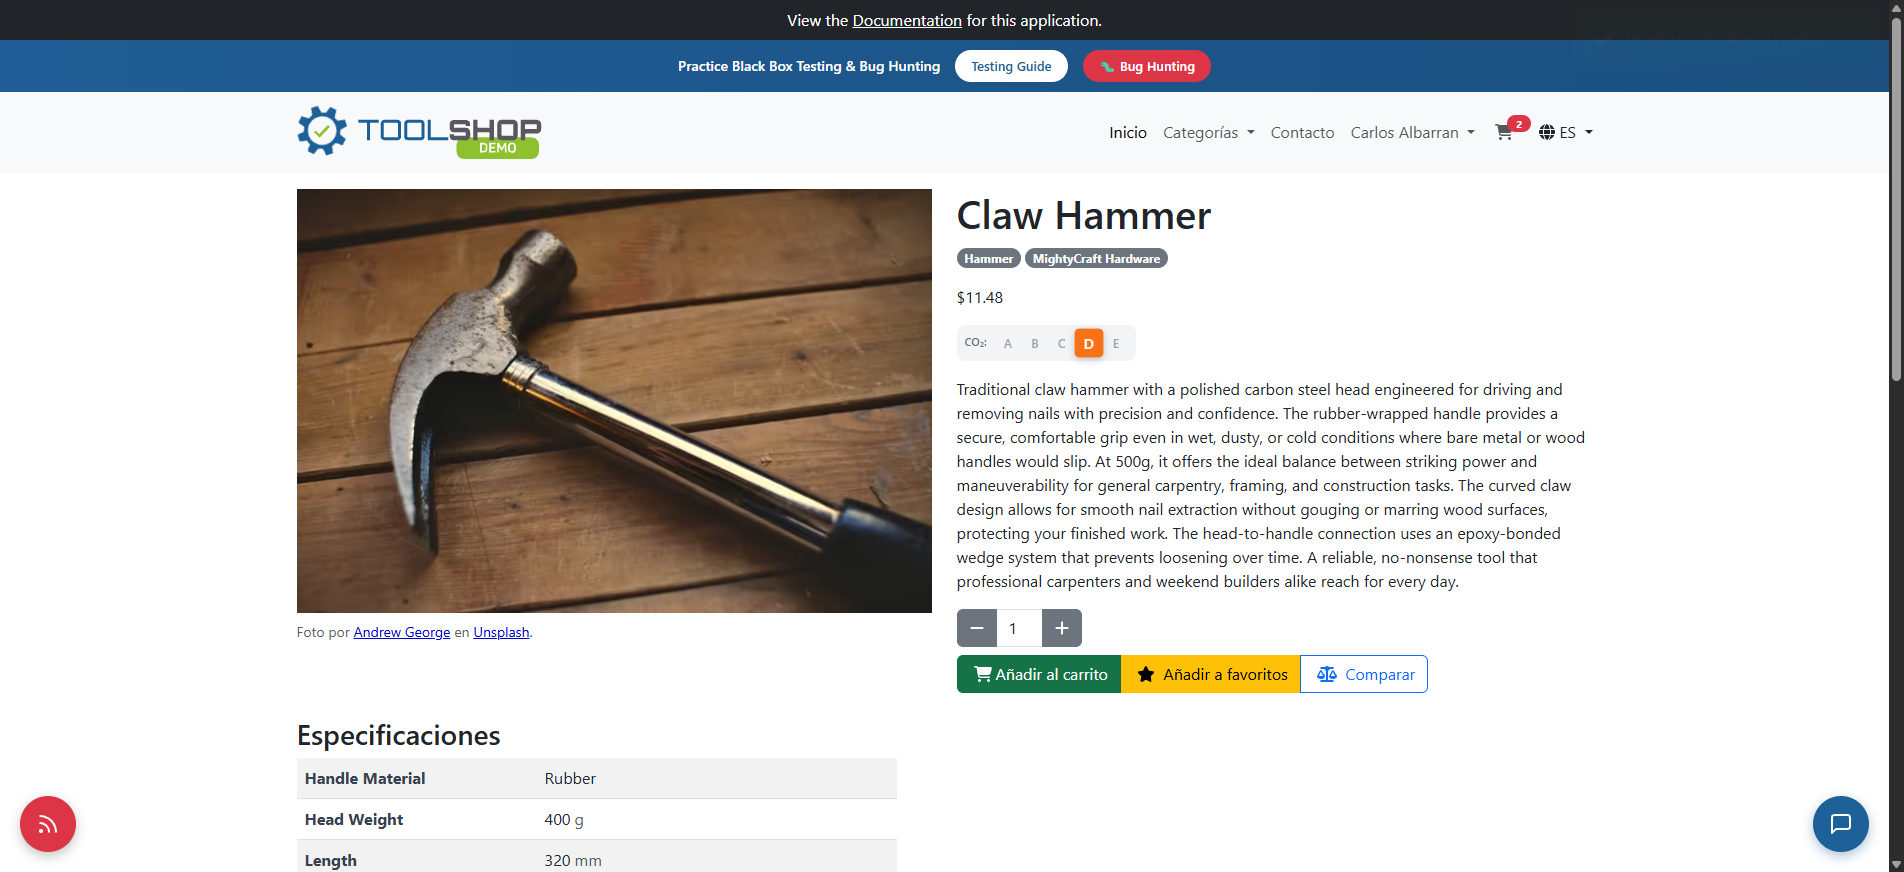 View the Documentation for this application.
Practice Black Box Testing & Bug Hunting Testing Guide Bug Hunting
TOOLSHOP
DEMO
Inicio Categorías Contacto Carlos Albarran 2 ES
Claw Hammer
Hammer MightyCraft Hardware
$11.48
CO₂: A B C D E
Traditional claw hammer with a polished carbon steel head engineered for driving and
removing nails with precision and confidence. The rubber-wrapped handle provides a
secure, comfortable grip even in wet, dusty, or cold conditions where bare metal or wood
handles would slip. At 500g, it offers the ideal balance between striking power and
maneuverability for general carpentry, framing, and construction tasks. The curved claw
design allows for smooth nail extraction without gouging or marring wood surfaces,
protecting your finished work. The head-to-handle connection uses an epoxy-bonded
wedge system that prevents loosening over time. A reliable, no-nonsense tool that
professional carpenters and weekend builders alike reach for every day.
1
Añadir al carrito Añadir a favoritos Comparar
Foto por Andrew George en Unsplash.
Especificaciones
Handle Material Rubber
Head Weight 400 g
Length 320 mm